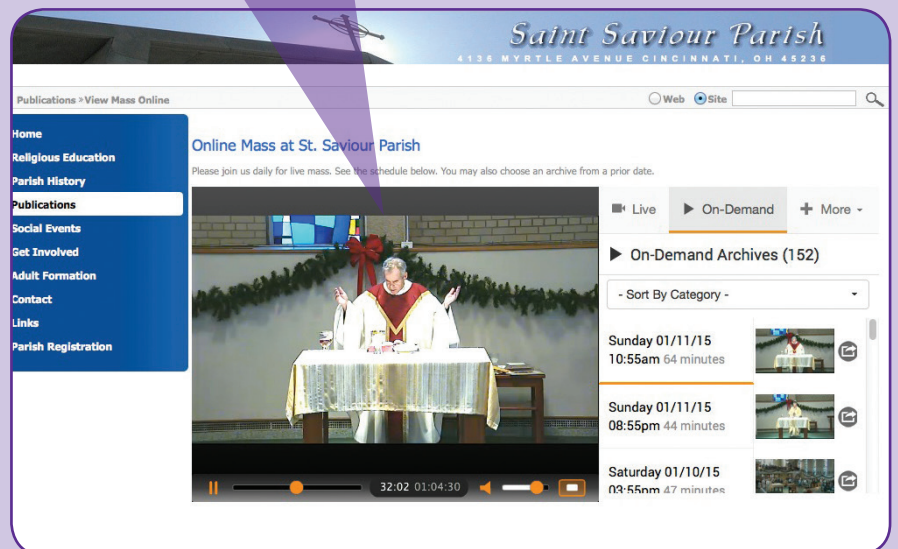 Saint Saviour Parish
4136 MYRTLE AVENUE CINCINNATI, OH 45236
Publications > View Mass Online
Web Site
Home
Religious Education
Parish History
Publications
Social Events
Get Involved
Adult Formation
Contact
Links
Parish Registration
Online Mass at St. Saviour Parish
Please join us daily for live mass. See the schedule below. You may also choose an archive from a prior date.
Live On-Demand + More
On-Demand Archives (152)
- Sort By Category -
Sunday 01/11/15
10:55am 64 minutes
Sunday 01/11/15
08:55pm 44 minutes
Saturday 01/10/15
03:55pm 47 minutes
32:02 01:04:30